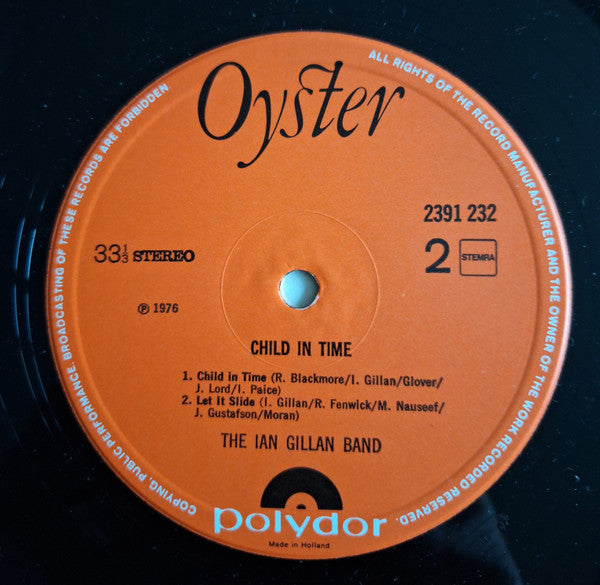 Oyster
ALL RIGHTS OF THE RECORD MANUFACTURER AND THE OWNER OF THE WORK RECORDED RESERVED.
COPYING, PUBLIC PERFORMANCE, BROADCASTING OF THESE RECORDS ARE FORBIDDEN.
2391 232
33⅓ STEREO
2 STEMRA
℗ 1976
CHILD IN TIME
1. Child in Time (R. Blackmore/I. Gillan/Glover/
J. Lord/I. Paice)
2. Let It Slide (I. Gillan/R. Fenwick/M. Nauseef/
J. Gustafson/Moran)
THE IAN GILLAN BAND
polydor
Made in Holland